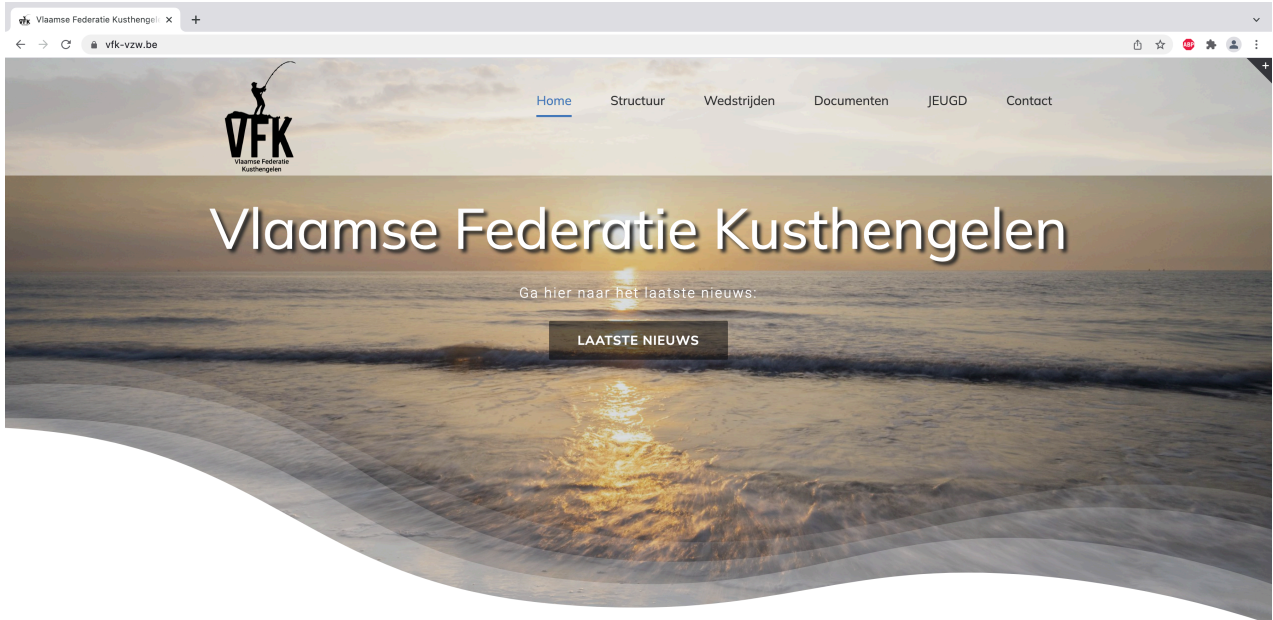 Vlaamse Federatie Kusthengel
vfk-vzw.be
ABP
VFK
Vlaamse Federatie
Kusthengelen
Home Structuur Wedstrijden Documenten JEUGD Contact
Vlaamse Federatie Kusthengelen
Ga hier naar het laatste nieuws:
LAATSTE NIEUWS